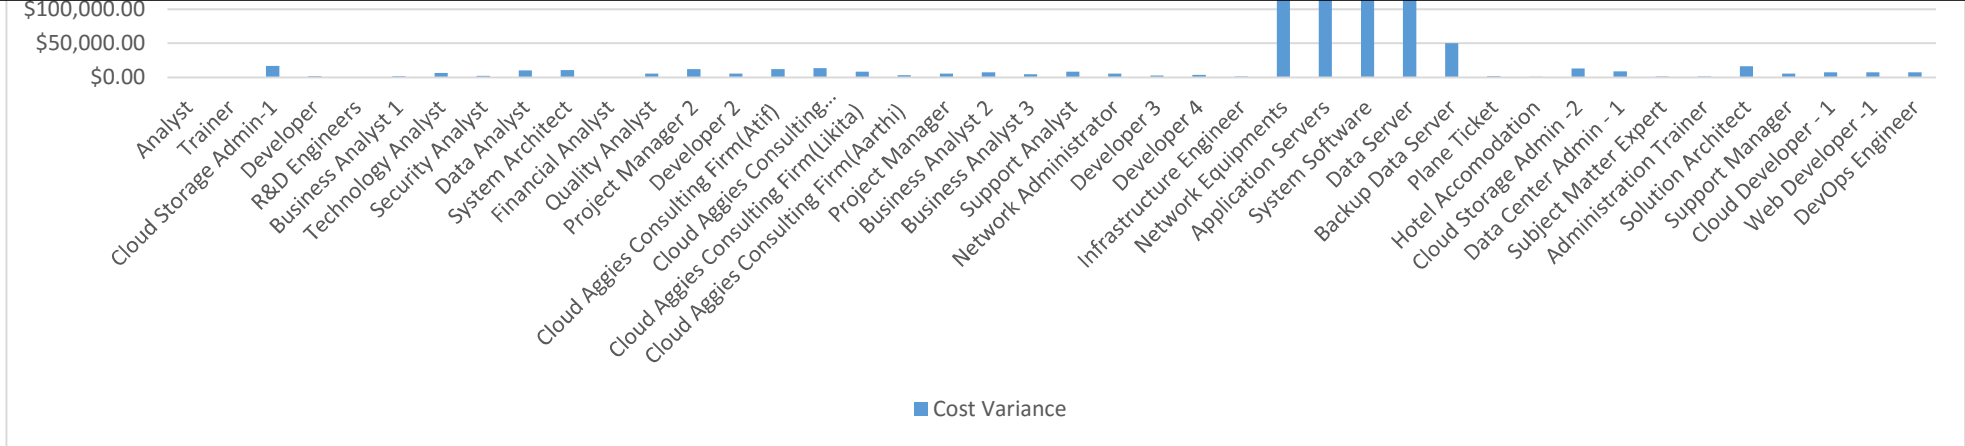 $100,000.00
$50,000.00
$0.00
Analyst
Trainer
Cloud Storage Admin-1
Developer
R&D Engineers
Business Analyst 1
Technology Analyst
Security Analyst
Data Analyst
System Architect
Financial Analyst
Quality Analyst
Project Manager 2
Developer 2
Cloud Aggies Consulting Firm(Atif)
Cloud Aggies Consulting...
Cloud Aggies Consulting Firm(Likita)
Cloud Aggies Consulting Firm(Aarthi)
Project Manager
Business Analyst 2
Business Analyst 3
Support Analyst
Network Administrator
Developer 3
Developer 4
Infrastructure Engineer
Network Equipments
Application Servers
System Software
Data Server
Backup Data Server
Plane Ticket
Hotel Accomodation
Cloud Storage Admin -2
Data Center Admin - 1
Subject Matter Expert
Administration Trainer
Solution Architect
Support Manager
Cloud Developer - 1
Web Developer -1
DevOps Engineer
Cost Variance